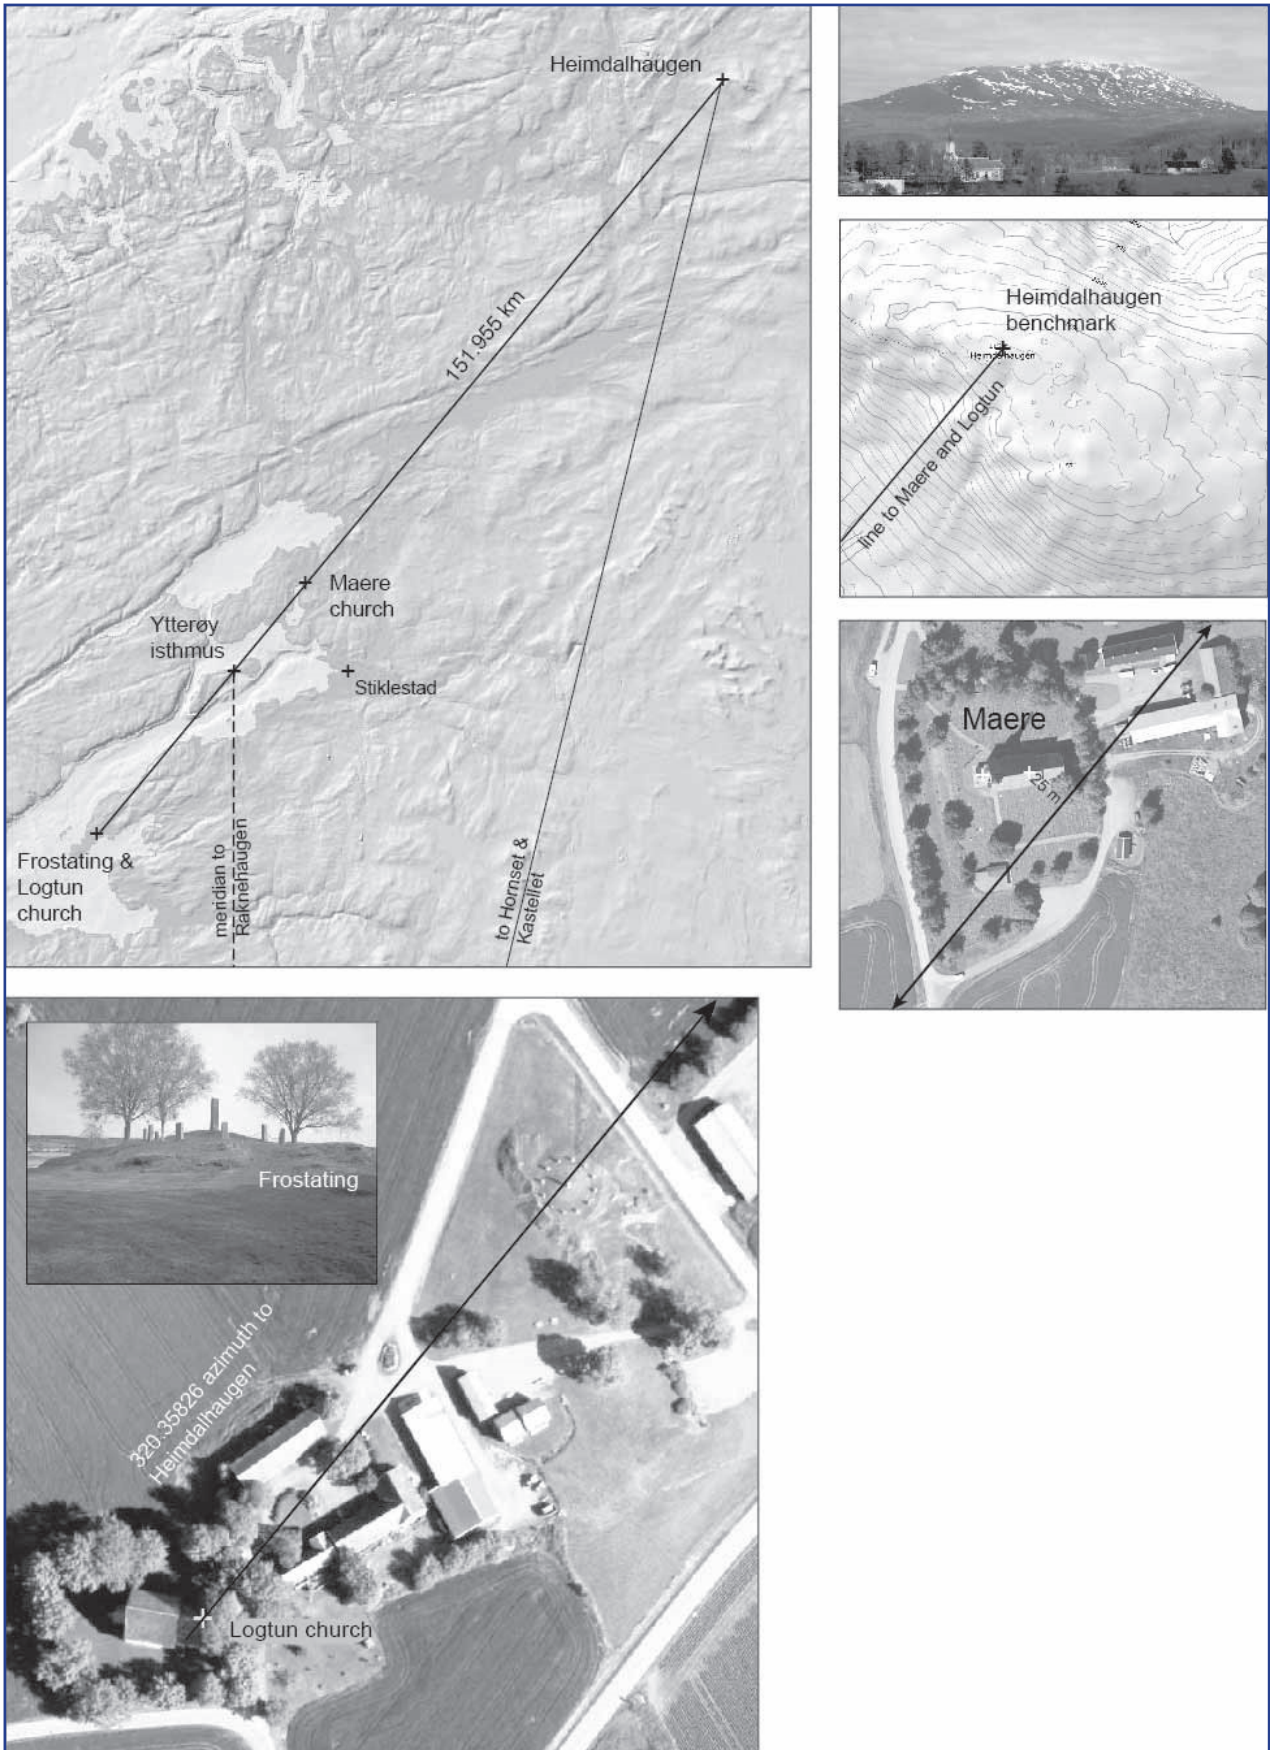 Heimdalhaugen
151.955 km
Maere
church
Ytterøy
isthmus
Stiklestad
Frostating &
Logtun
church
meridian to
Raknehaugen
to Hornset &
Kastellet
Heimdalhaugen
benchmark
Heimdalhaugen
line to Maere and Logtun
Maere
25 m
Frostating
320.35826 azimuth to
Heimdalhaugen
Logtun church